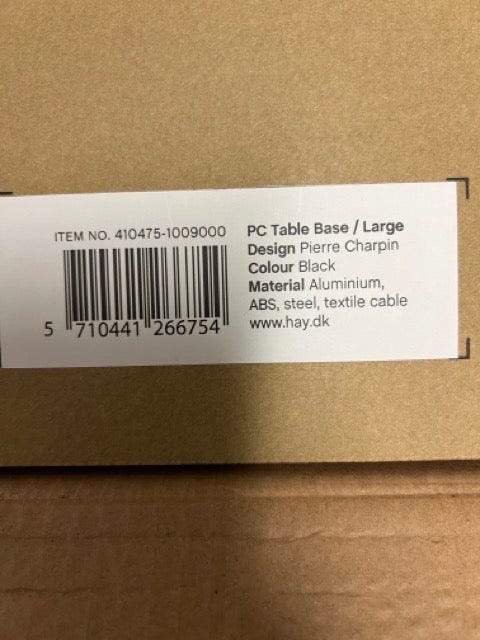 ITEM NO. 410475-1009000
5 710441 266754
PC Table Base / Large
Design Pierre Charpin
Colour Black
Material Aluminium,
ABS, steel, textile cable
www.hay.dk